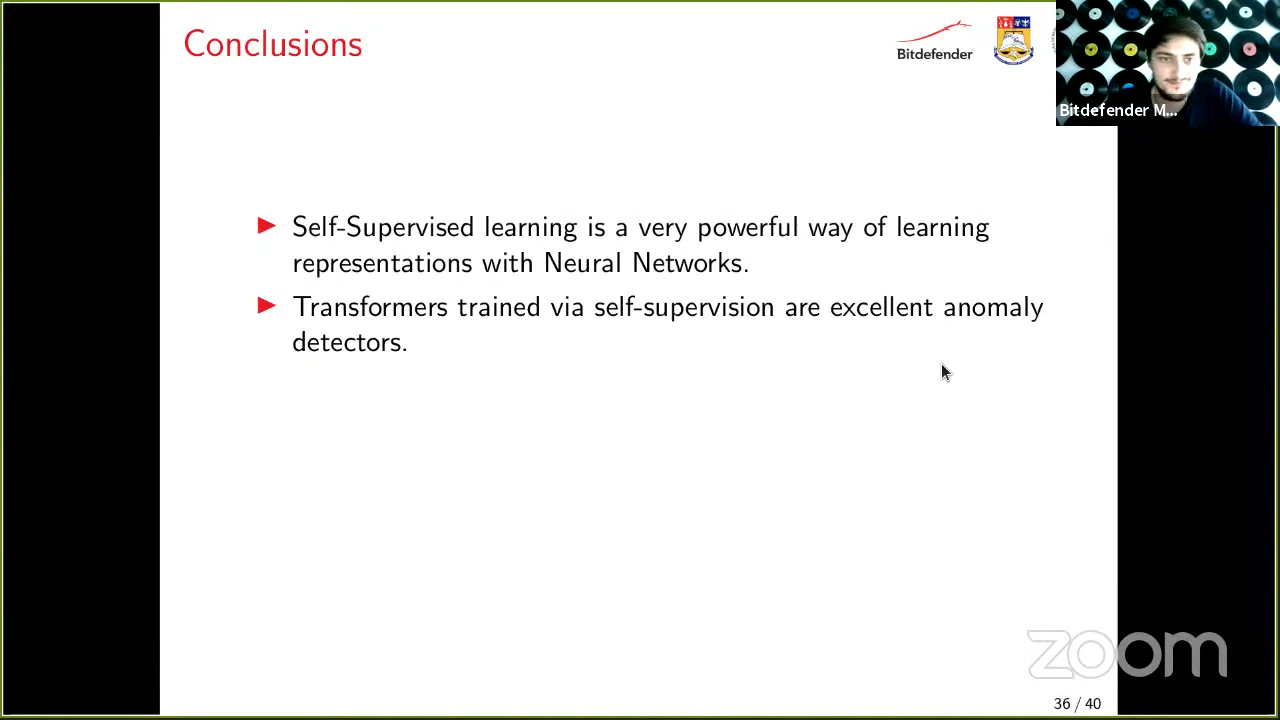 Conclusions
Bitdefender
Bitdefender M...
Self-Supervised learning is a very powerful way of learning
representations with Neural Networks.
Transformers trained via self-supervision are excellent anomaly
detectors.
zoom
36 / 40